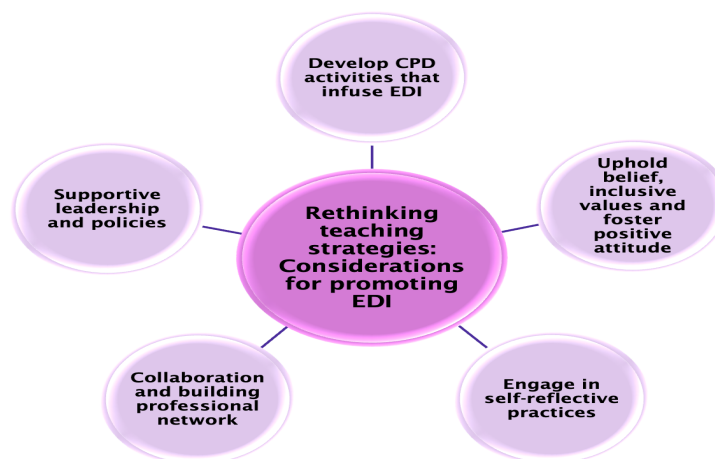 Develop CPD
activities that
infuse EDI
Uphold
belief,
inclusive
values and
foster
positive
attitude
Supportive
leadership
and policies
Rethinking
teaching
strategies:
Considerations
for promoting
EDI
Collaboration
and building
professional
network
Engage in
self-reflective
practices